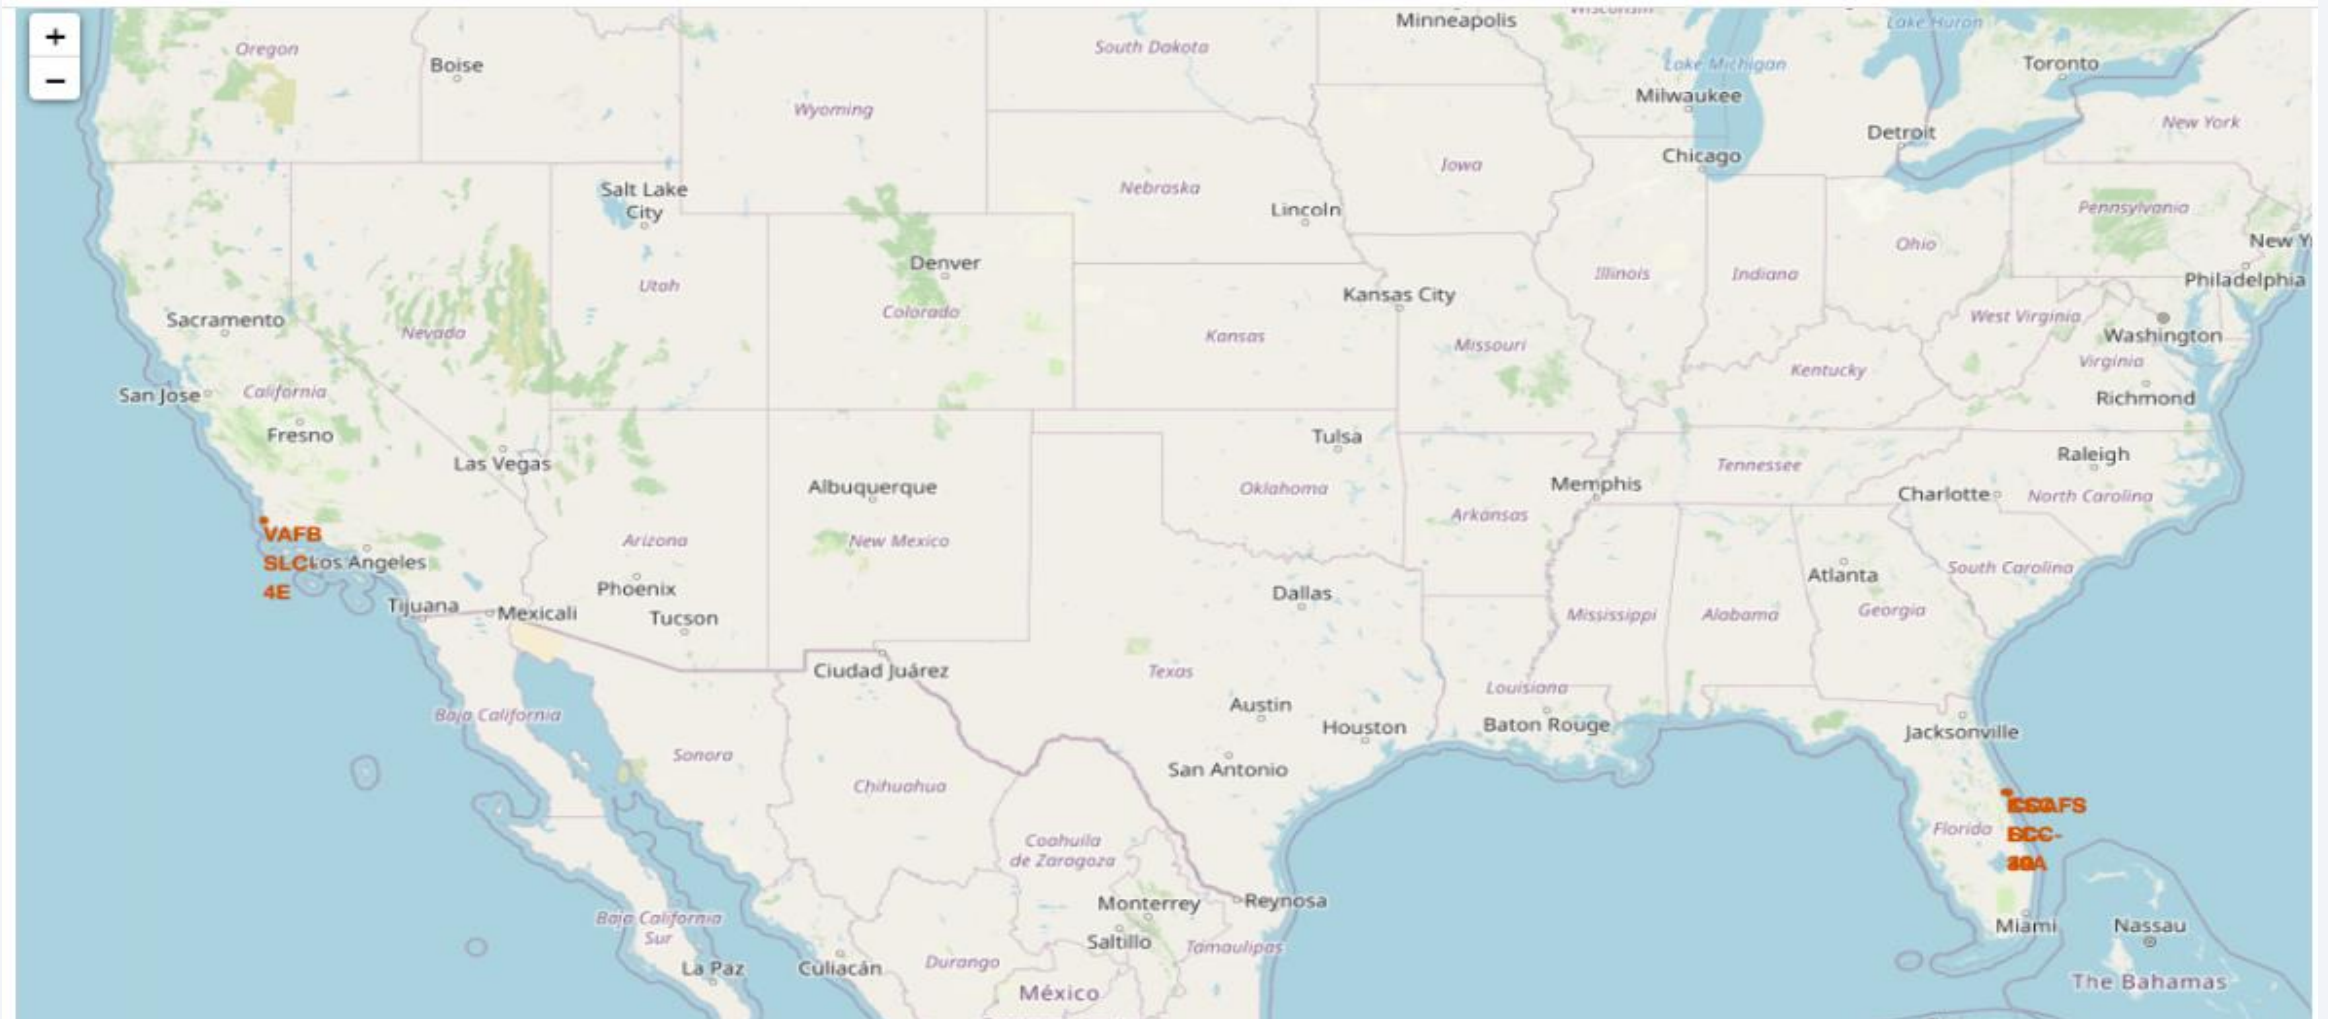 +
−
Oregon
Boise
Wyoming
South Dakota
Minneapolis
Lake Michigan
Milwaukee
Lake Huron
Toronto
Detroit
New York
Chicago
Iowa
Nebraska
Lincoln
Salt Lake
City
Pennsylvania
Ohio
Denver
Utah
Colorado
Kansas City
Illinois
Indiana
Philadelphia
Sacramento
Nevada
Kansas
Missouri
West Virginia
Washington
Virginia
Kentucky
San Jose
California
Richmond
Fresno
Las Vegas
Tulsa
Raleigh
Albuquerque
Oklahoma
Memphis
Tennessee
Charlotte
North Carolina
Arkansas
VAFB
Los Angeles
4E
Arizona
New Mexico
Phoenix
Tucson
Dallas
Atlanta
South Carolina
Tijuana
Mexicali
Mississippi
Alabama
Georgia
Ciudad Juárez
Texas
Louisiana
Baja California
Austin
Houston
Baton Rouge
Jacksonville
Sonora
San Antonio
Chihuahua
Coahuila
de Zaragoza
Florida
Monterrey
Reynosa
Saltillo
Tamaulipas
Baja California
Sur
La Paz
Culiacán
Durango
México
Miami
Nassau
The Bahamas